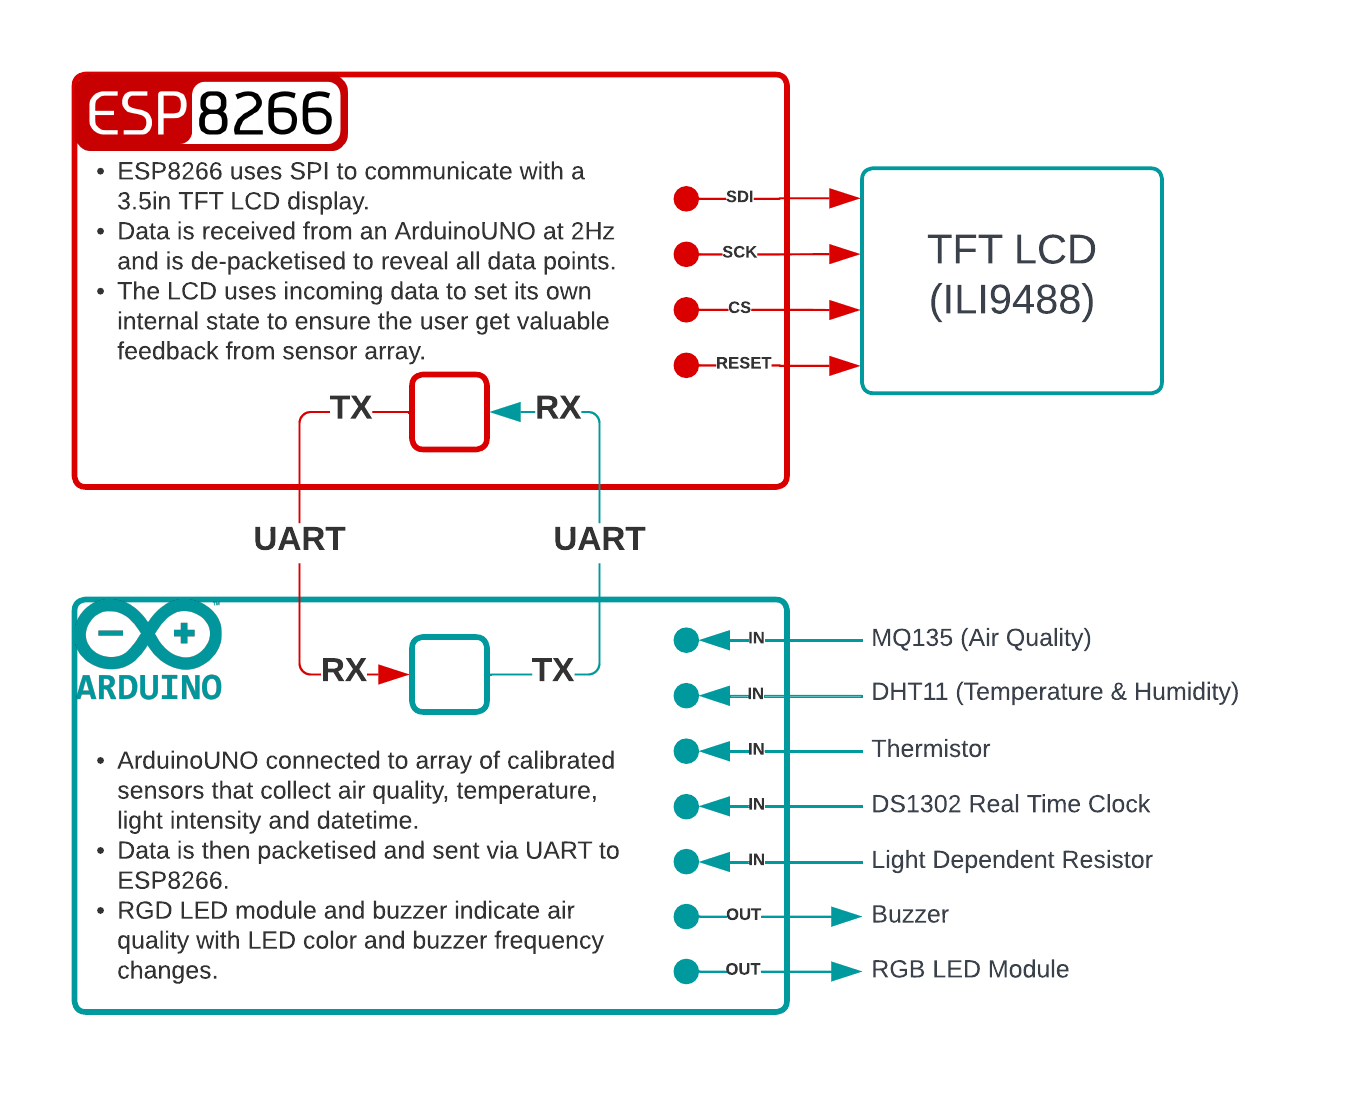 ESP8266
• ESP8266 uses SPI to communicate with a
3.5in TFT LCD display.
• Data is received from an ArduinoUNO at 2Hz
and is de-packetised to reveal all data points.
• The LCD uses incoming data to set its own
internal state to ensure the user get valuable
feedback from sensor array.
SDI
SCK
CS
RESET
TFT LCD
(ILI9488)
TX
RX
UART
UART
RX
TX
ARDUINO
TM
• ArduinoUNO connected to array of calibrated
sensors that collect air quality, temperature,
light intensity and datetime.
• Data is then packetised and sent via UART to
ESP8266.
• RGD LED module and buzzer indicate air
quality with LED color and buzzer frequency
changes.
IN MQ135 (Air Quality)
IN DHT11 (Temperature & Humidity)
IN Thermistor
IN DS1302 Real Time Clock
IN Light Dependent Resistor
OUT Buzzer
OUT RGB LED Module